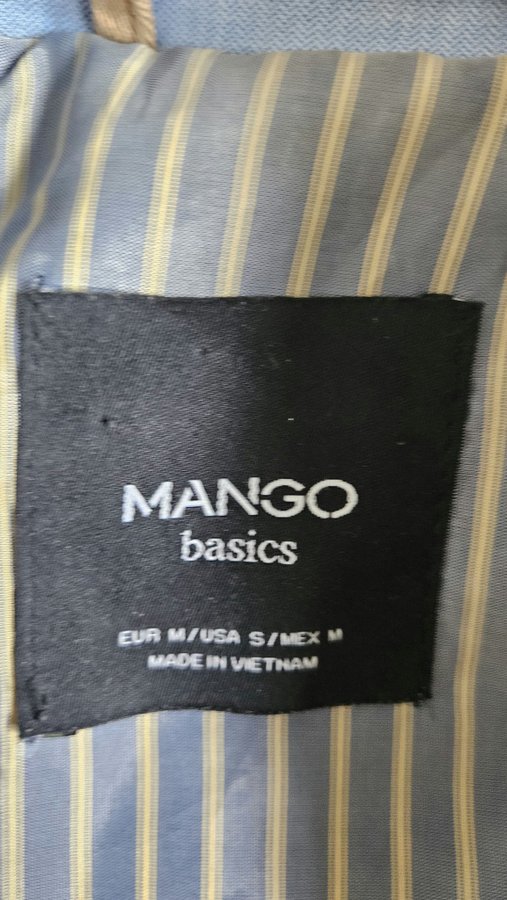 MANGO
basics
EUR M/USA S/MEX M
MADE IN VIETNAM